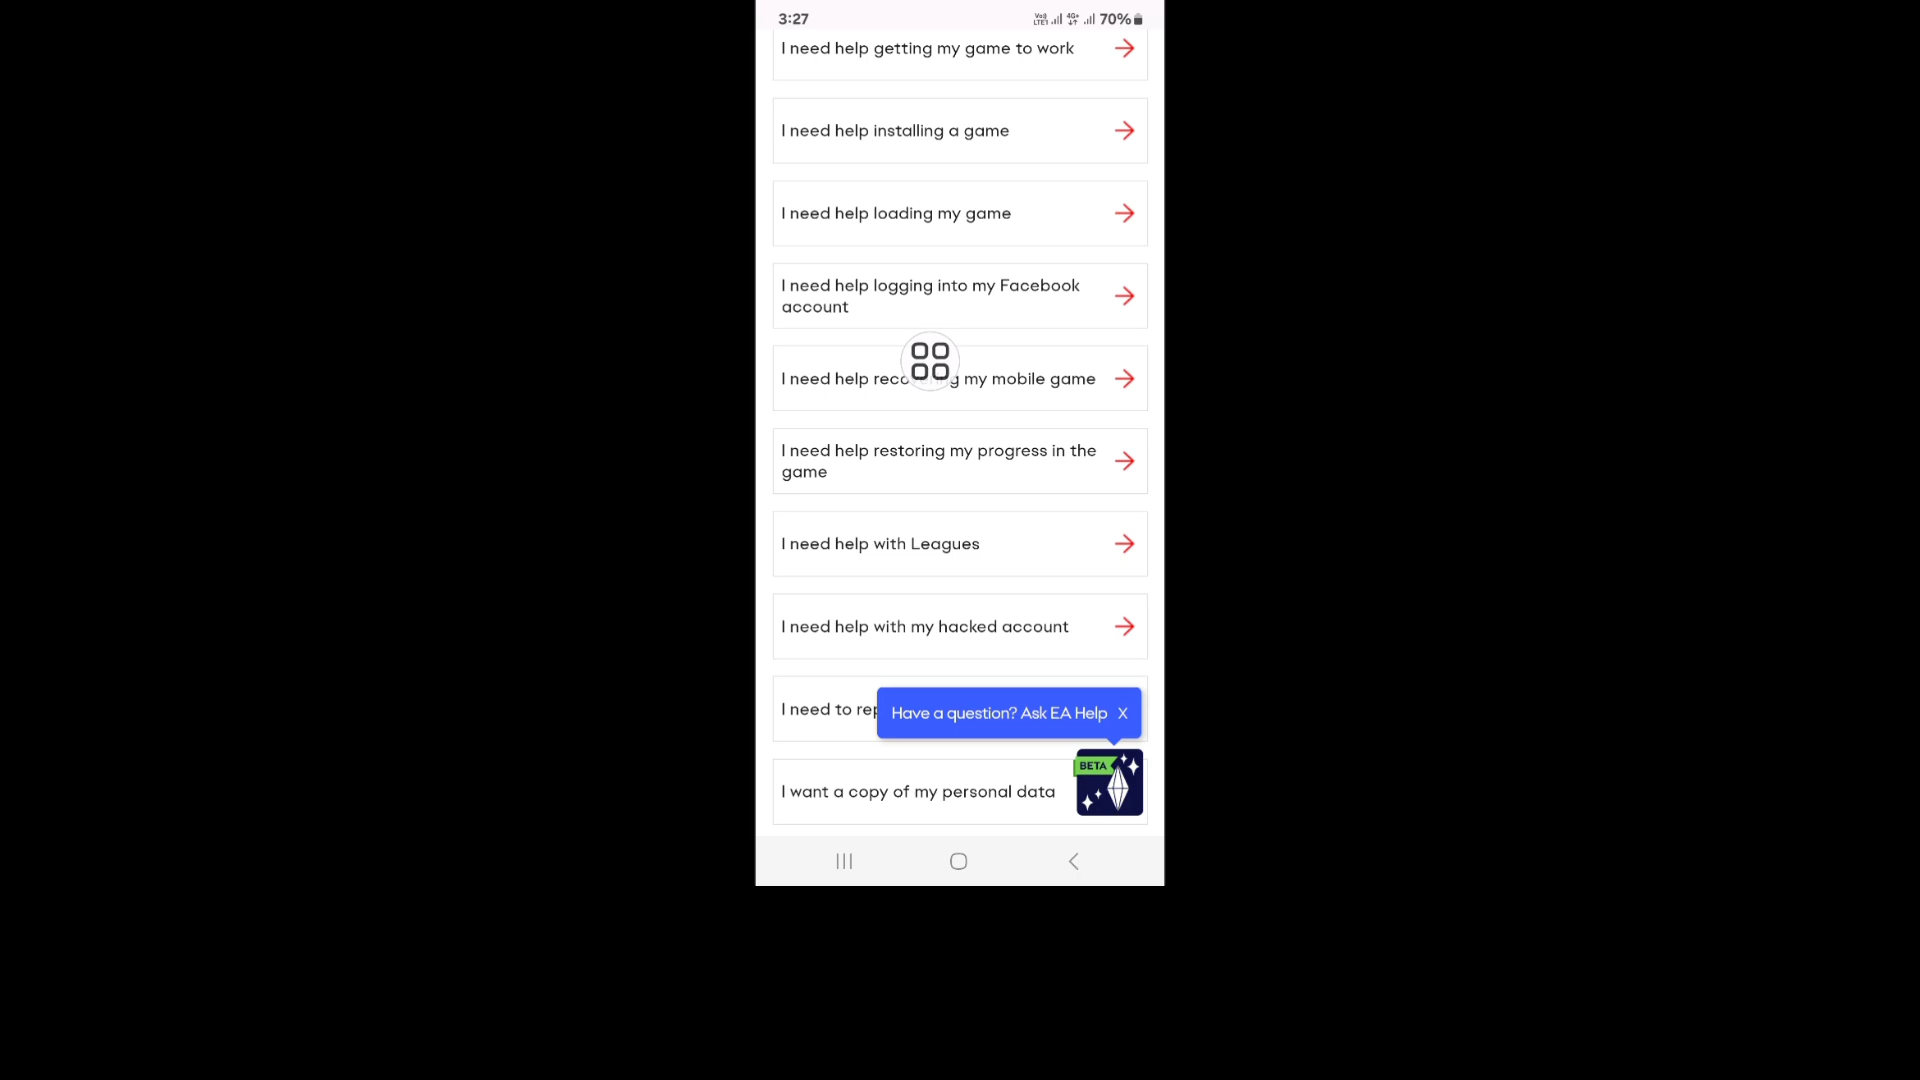 3:27
Vo)) LTE1 4G+ 70%
I need help getting my game to work
I need help installing a game
I need help loading my game
I need help logging into my Facebook
account
I need help my mobile game
I need help restoring my progress in the
game
I need help with Leagues
I need help with my hacked account
I need to
Have a question? Ask EA Help X
BETA
I want a copy of my personal data